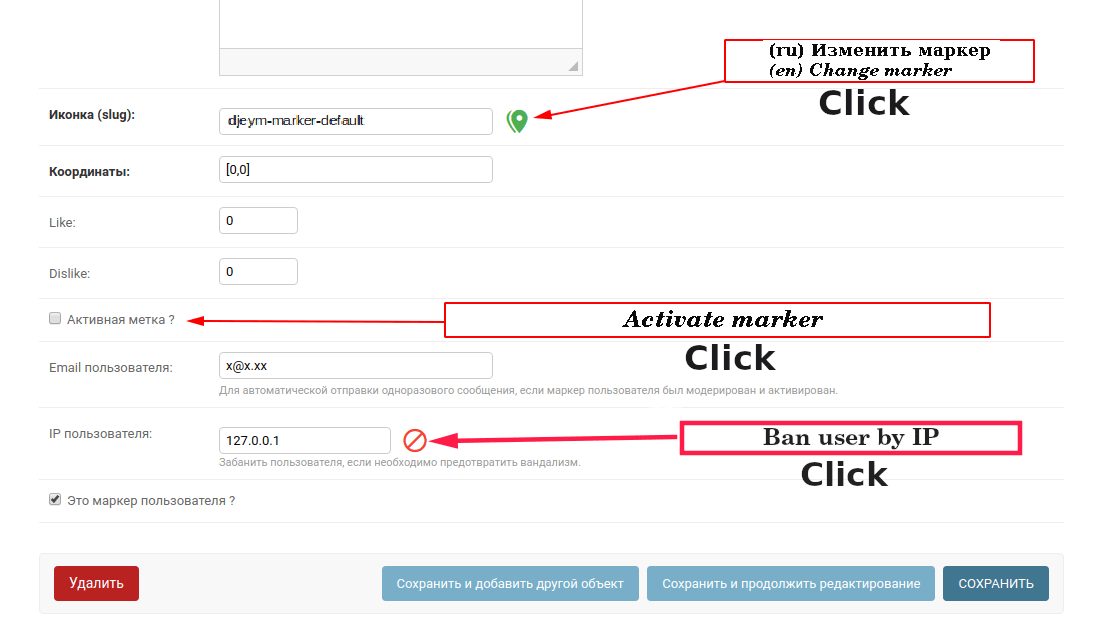 (ru) Изменить маркер
(en) Change marker
Click
Иконка (slug):
djeym-marker-default
Координаты:
[0,0]
Like:
0
Dislike:
0
Активная метка ?
Activate marker
Click
Email пользователя:
x@x.xx
Для автоматической отправки одноразового сообщения, если маркер пользователя был модерирован и активирован.
IP пользователя:
127.0.0.1
Ban user by IP
Забанить пользователя, если необходимо предотвратить вандализм.
Click
Это маркер пользователя ?
Удалить
Сохранить и добавить другой объект
Сохранить и продолжить редактирование
СОХРАНИТЬ